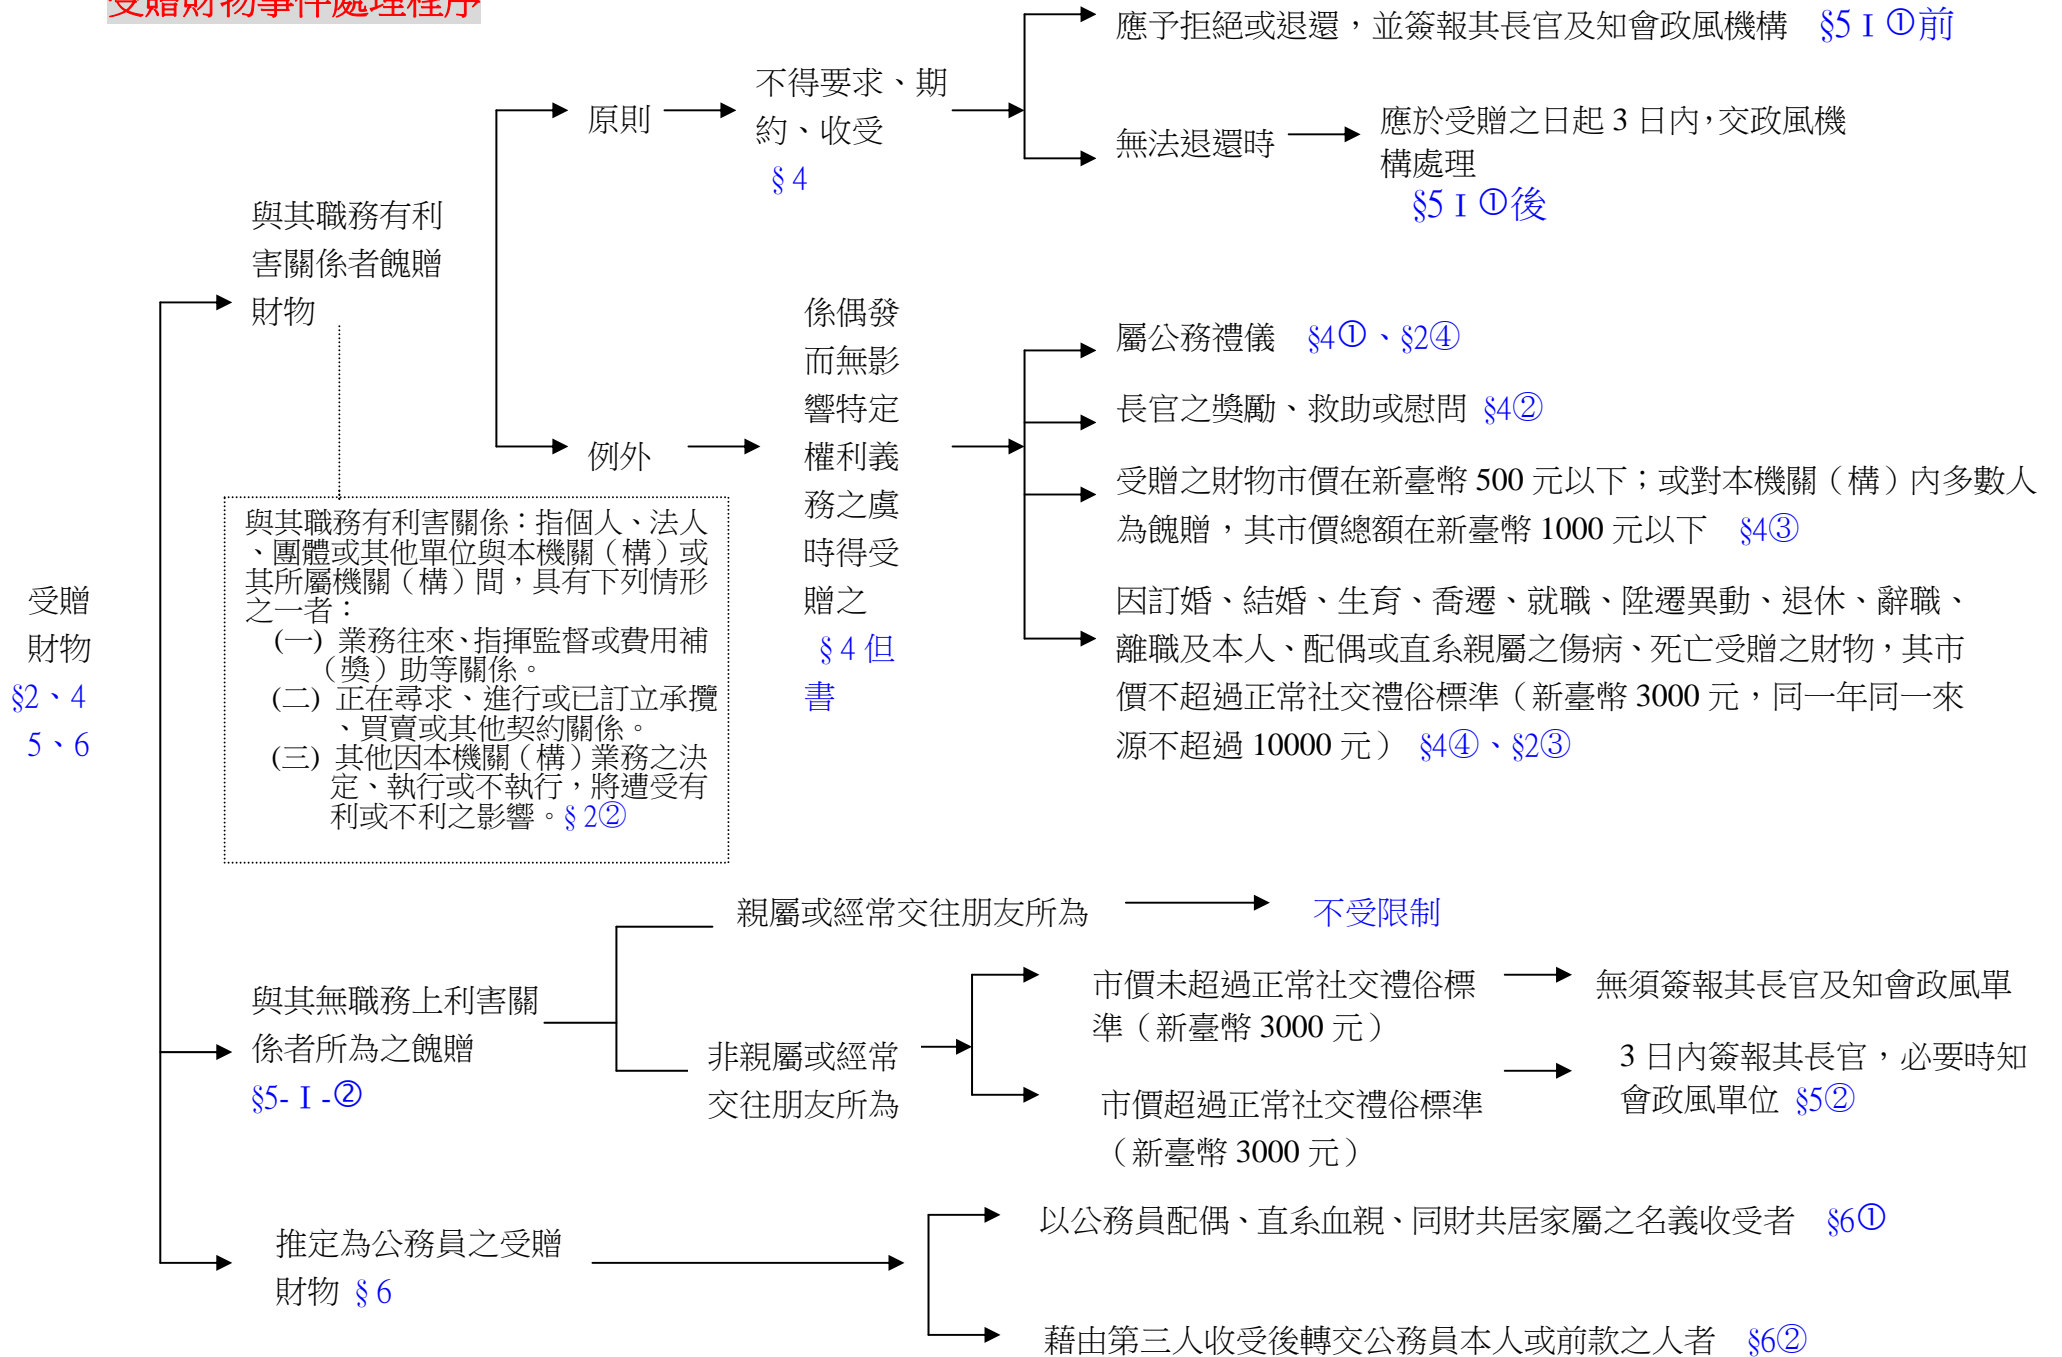 受贈財物事件處理程序
應予拒絕或退還，並簽報其長官及知會政風機構 §5 I ①前
不得要求、期
約、收受
§4
原則
無法退還時
應於受贈之日起 3 日內，交政風機
構處理
§5 I ①後
與其職務有利
害關係者餽贈
財物
係偶發
而無影
響特定
權利義
務之虞
時得受
贈之
§4 但
書
例外
屬公務禮儀 §4①、§2④
長官之獎勵、救助或慰問 §4②
受贈之財物市價在新臺幣 500 元以下；或對本機關（構）內多數人
為餽贈，其市價總額在新臺幣 1000 元以下 §4③
因訂婚、結婚、生育、喬遷、就職、陞遷異動、退休、辭職、
離職及本人、配偶或直系親屬之傷病、死亡受贈之財物，其市
價不超過正常社交禮俗標準（新臺幣 3000 元，同一年同一來
源不超過 10000 元） §4④、§2③
與其職務有利害關係：指個人、法人
、團體或其他單位與本機關（構）或
其所屬機關（構）間，具有下列情形
之一者：
(一) 業務往來、指揮監督或費用補
（獎）助等關係。
(二) 正在尋求、進行或已訂立承攬
、買賣或其他契約關係。
(三) 其他因本機關（構）業務之決
定、執行或不執行，將遭受有
利或不利之影響。§2②
受贈
財物
§2、4
5、6
親屬或經常交往朋友所為
不受限制
與其無職務上利害關
係者所為之餽贈
§5- I -②
非親屬或經常
交往朋友所為
市價未超過正常社交禮俗標
準（新臺幣 3000 元）
無須簽報其長官及知會政風單
市價超過正常社交禮俗標準
（新臺幣 3000 元）
3 日內簽報其長官，必要時知
會政風單位 §5②
推定為公務員之受贈
財物 §6
以公務員配偶、直系血親、同財共居家屬之名義收受者 §6①
藉由第三人收受後轉交公務員本人或前款之人者 §6②